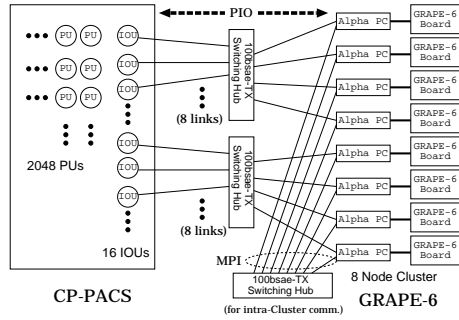 PIO
PU PU IOU
IOU
PU PU IOU
PU PU IOU
2048 PUs
IOU
IOU
IOU
16 IOUs
CP-PACS
100bsae-TX
Switching Hub
(8 links)
100bsae-TX
Switching Hub
(8 links)
Alpha PC
GRAPE-6
Board
Alpha PC
GRAPE-6
Board
Alpha PC
GRAPE-6
Board
Alpha PC
GRAPE-6
Board
Alpha PC
GRAPE-6
Board
Alpha PC
GRAPE-6
Board
Alpha PC
GRAPE-6
Board
Alpha PC
GRAPE-6
Board
MPI
100bsae-TX
Switching Hub
(for intra-Cluster comm.)
8 Node Cluster
GRAPE-6